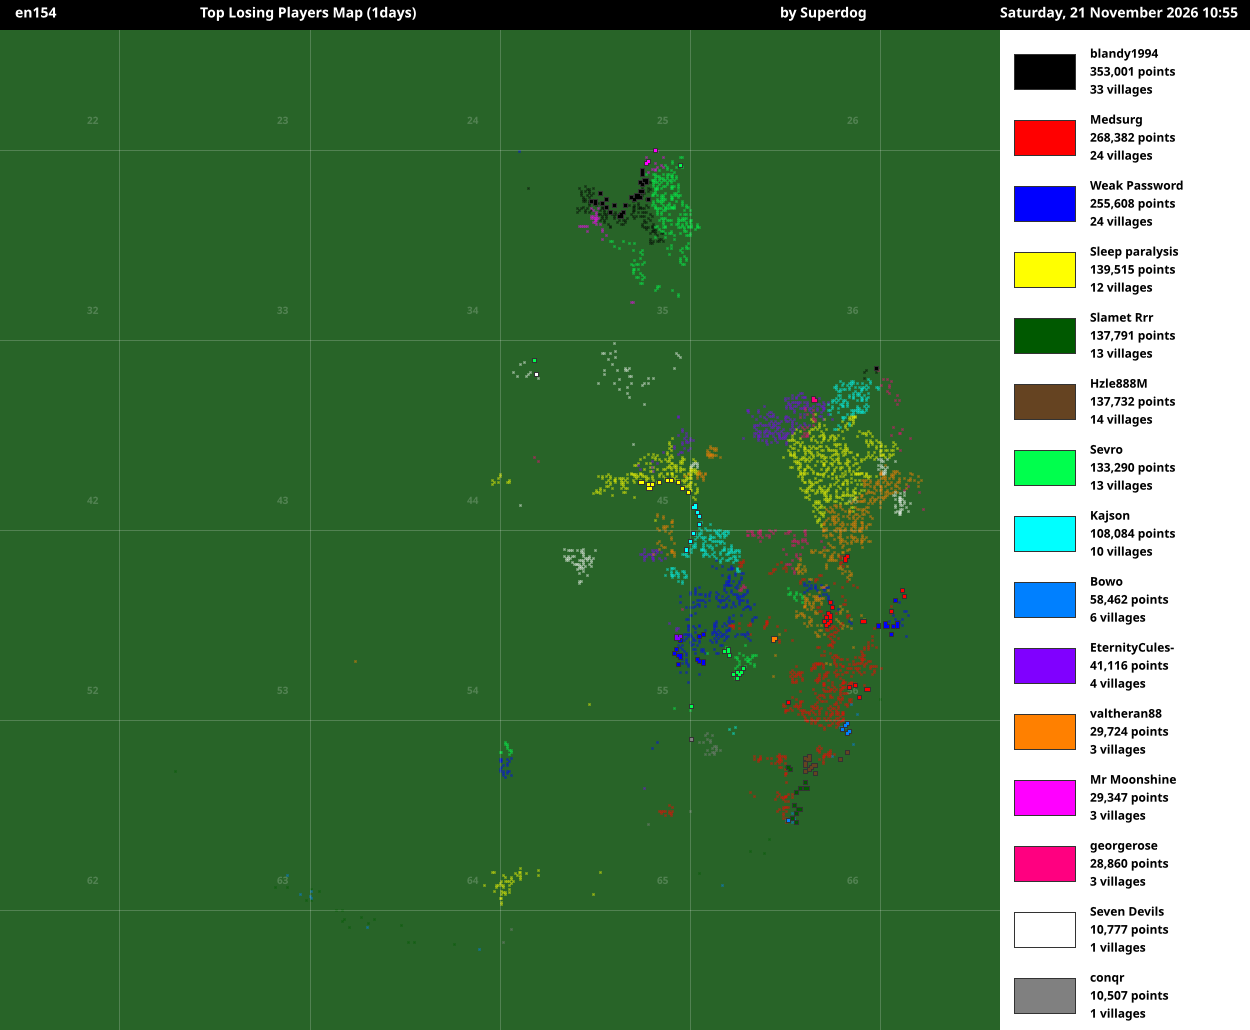 en154
Top Losing Players Map (1days)
by Superdog
Saturday, 21 November 2026 10:55
22
23
24
25
26
32
33
34
35
36
42
43
44
45
46
52
53
54
55
62
63
64
65
66
blandy1994
353,001 points
33 villages
Medsurg
268,382 points
24 villages
Weak Password
255,608 points
24 villages
Sleep paralysis
139,515 points
12 villages
Slamet Rrr
137,791 points
13 villages
Hzle888M
137,732 points
14 villages
Sevro
133,290 points
13 villages
Kajson
108,084 points
10 villages
Bowo
58,462 points
6 villages
EternityCules-
41,116 points
4 villages
valtheran88
29,724 points
3 villages
Mr Moonshine
29,347 points
3 villages
georgerose
28,860 points
3 villages
Seven Devils
10,777 points
1 villages
conqr
10,507 points
1 villages